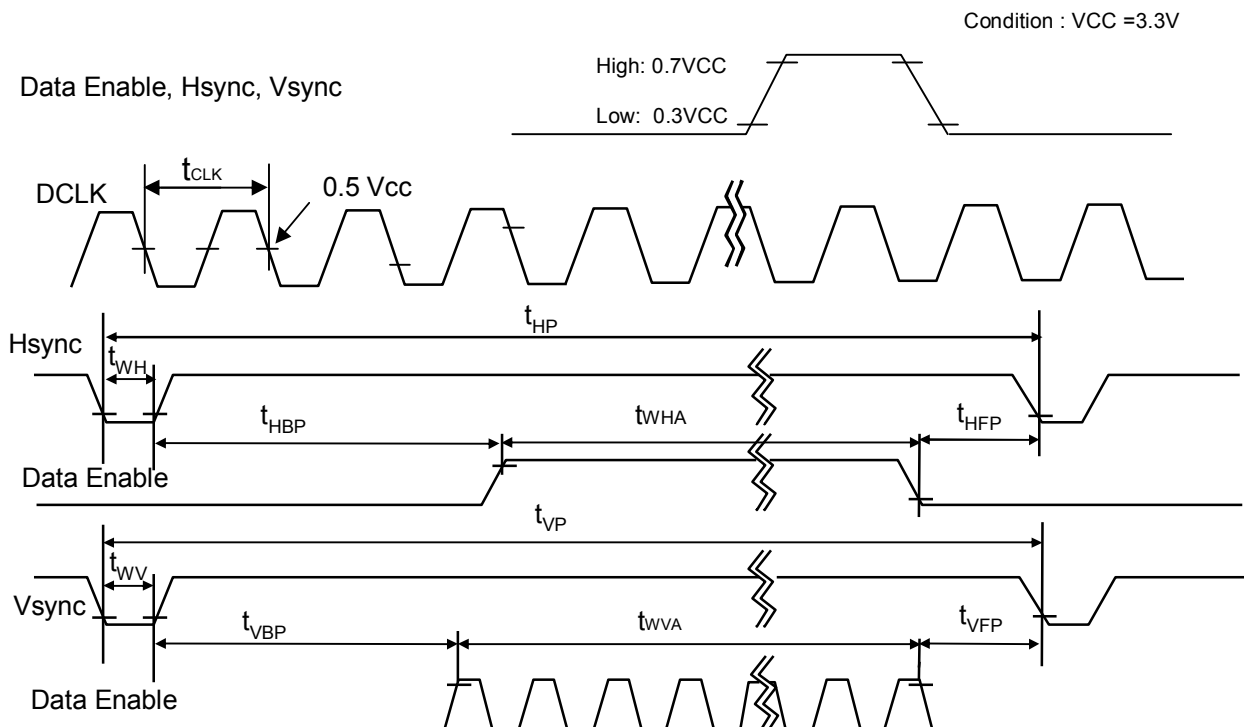 Condition : VCC =3.3V
High: 0.7VCC
Data Enable, Hsync, Vsync
Low: 0.3VCC
tCLK
0.5 Vcc
DCLK
tHP
Hsync
tWH
tHBP
tWHA
tHFP
Data Enable
tVP
tWV
Vsync
tVBP
tWVA
tVFP
Data Enable